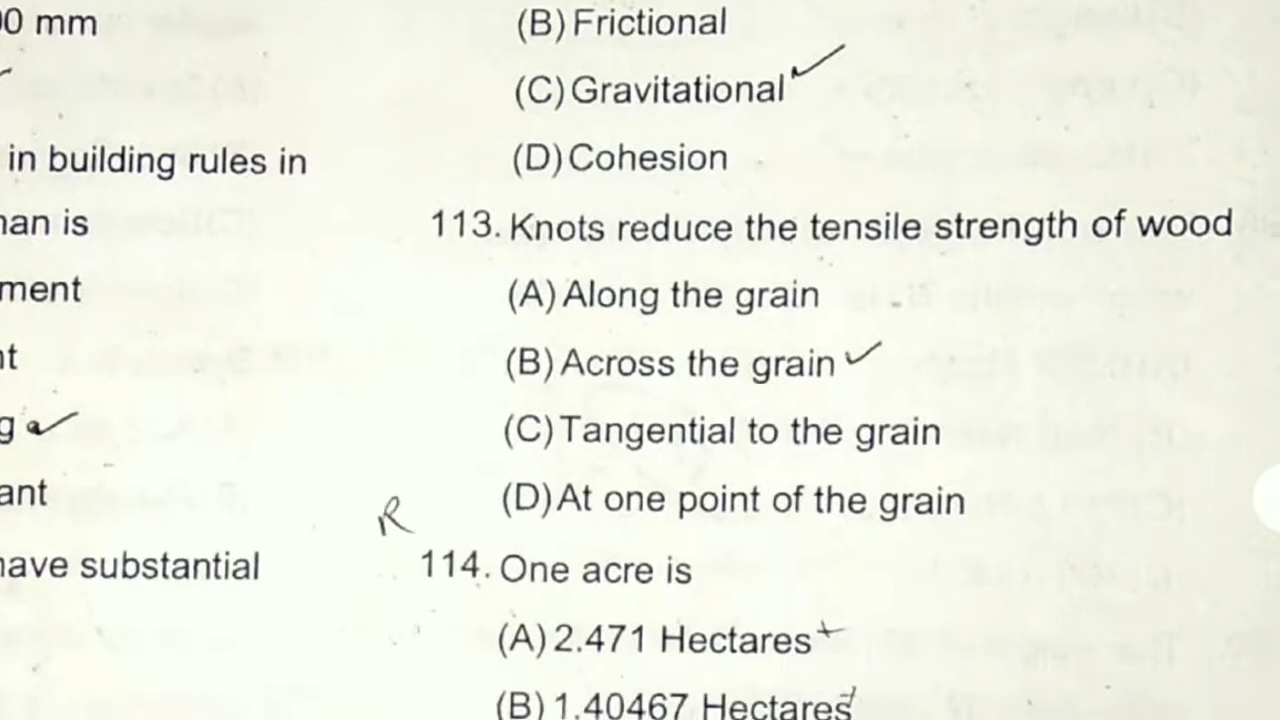 00 mm
in building rules in
nan is
ment
nt
g
ant
have substantial
(B) Frictional
(C) Gravitational
(D) Cohesion
113. Knots reduce the tensile strength of wood
(A) Along the grain
(B) Across the grain
(C) Tangential to the grain
(D) At one point of the grain
R
114. One acre is
(A) 2.471 Hectares
(B) 1.40467 Hectares